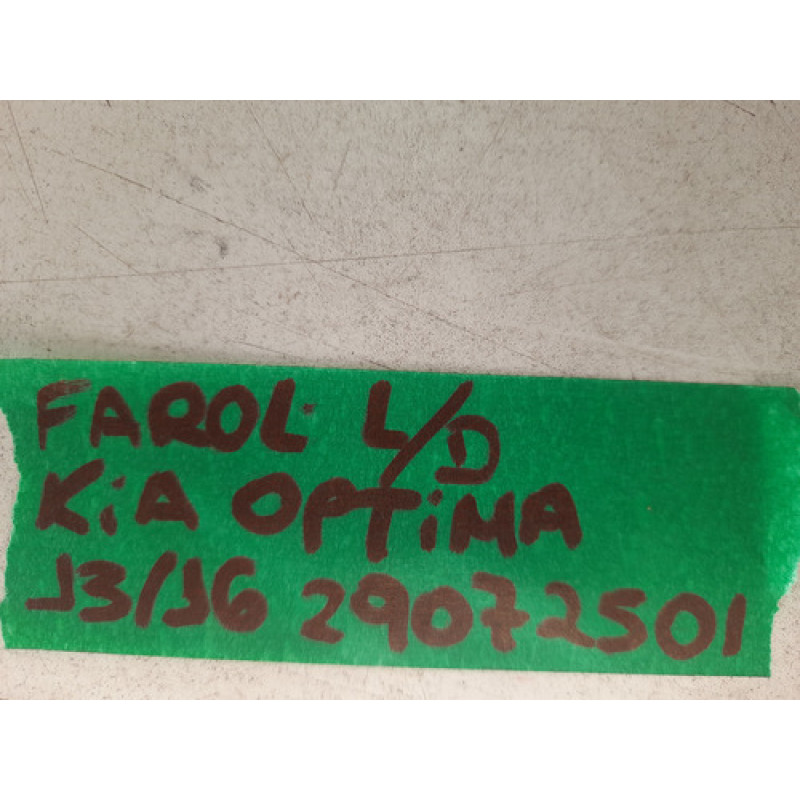 FAROL L/D
KiA OPTiMA
13/16 29072501